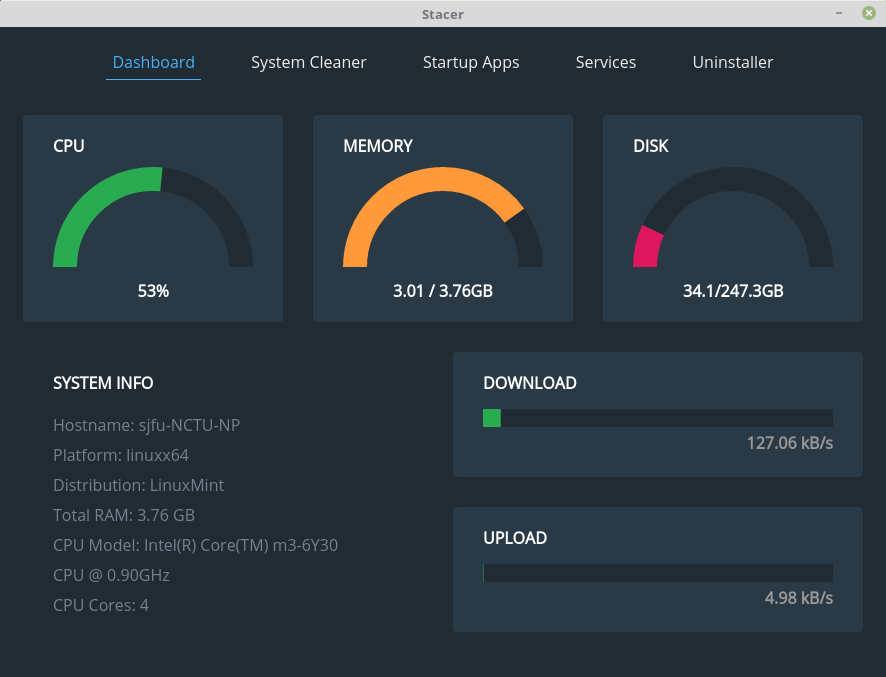 Stacer
Dashboard System Cleaner Startup Apps Services Uninstaller
CPU
53%
MEMORY
3.01 / 3.76GB
DISK
34.1/247.3GB
SYSTEM INFO
Hostname: sjfu-NCTU-NP
Platform: linuxx64
Distribution: LinuxMint
Total RAM: 3.76 GB
CPU Model: Intel(R) Core(TM) m3-6Y30
CPU @ 0.90GHz
CPU Cores: 4
DOWNLOAD
127.06 kB/s
UPLOAD
4.98 kB/s